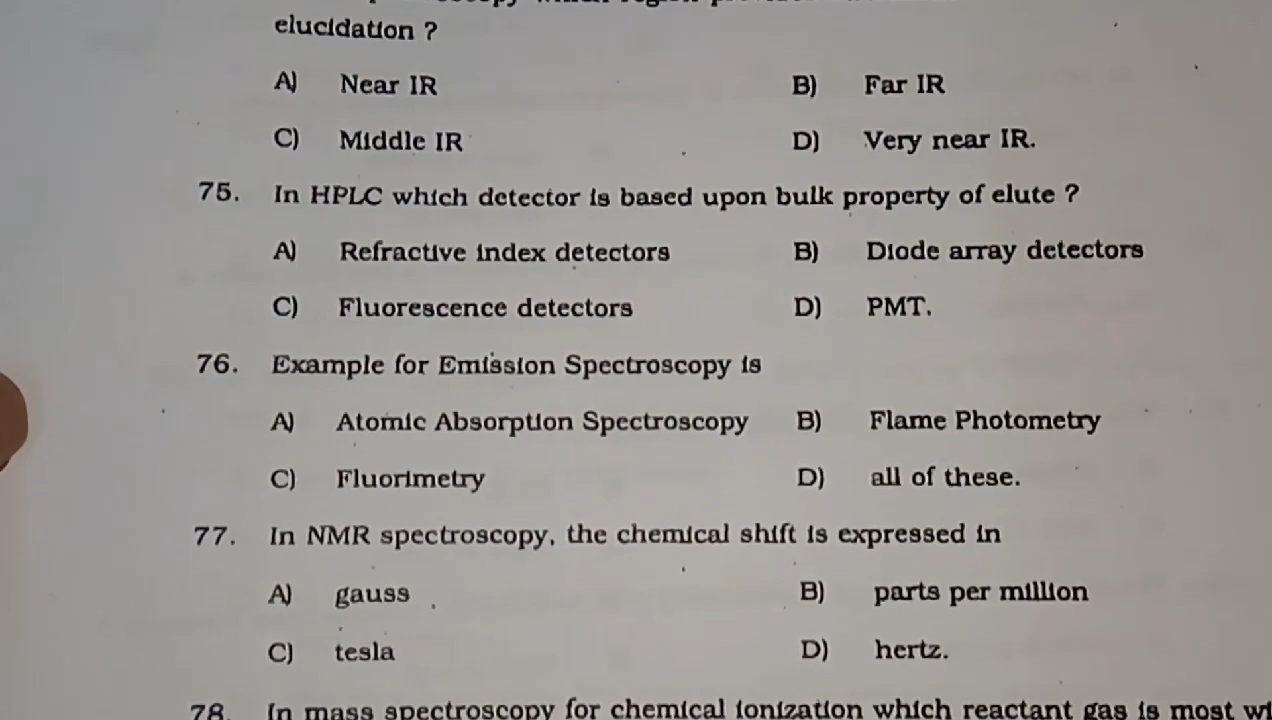 elucidation ?
A) Near IR B) Far IR
C) Middle IR D) Very near IR.
75. In HPLC which detector is based upon bulk property of elute ?
A) Refractive index detectors B) Diode array detectors
C) Fluorescence detectors D) PMT.
76. Example for Emission Spectroscopy is
A) Atomic Absorption Spectroscopy B) Flame Photometry
C) Fluorimetry D) all of these.
77. In NMR spectroscopy, the chemical shift is expressed in
A) gauss B) parts per million
C) tesla D) hertz.
78. In mass spectroscopy for chemical ionization which reactant gas is most